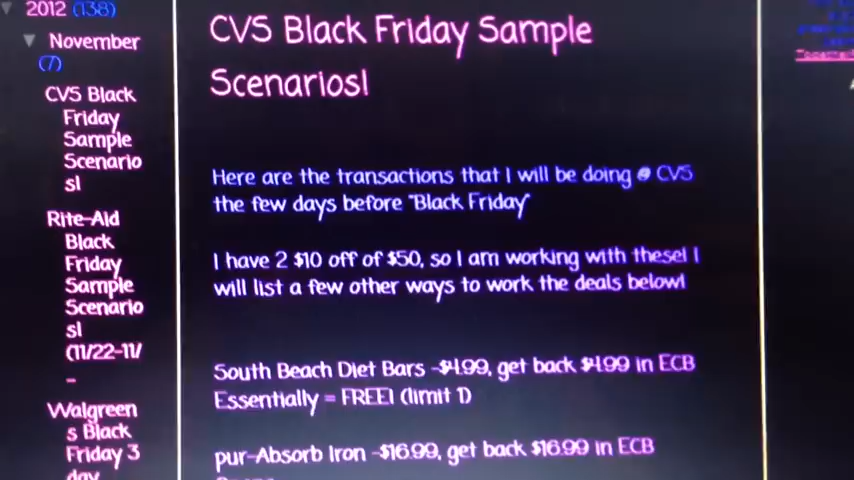 2012 (138)
November
(7)
CVS Black
Friday
Sample
Scenario
s!
Rite-Aid
Black
Friday
Sample
Scenario
s!
(11/22-11/
-
Walgreen
s Black
Friday 3
day
CVS Black Friday Sample
Scenarios!
Here are the transactions that I will be doing @ CVS
the few days before "Black Friday"
I have 2 $10 off of $50, so I am working with these! I
will list a few other ways to work the deals below!
South Beach Diet Bars -$4.99, get back $4.99 in ECB
Essentially = FREE! (limit 1)
pur-Absorb Iron -$16.99, get back $16.99 in ECB